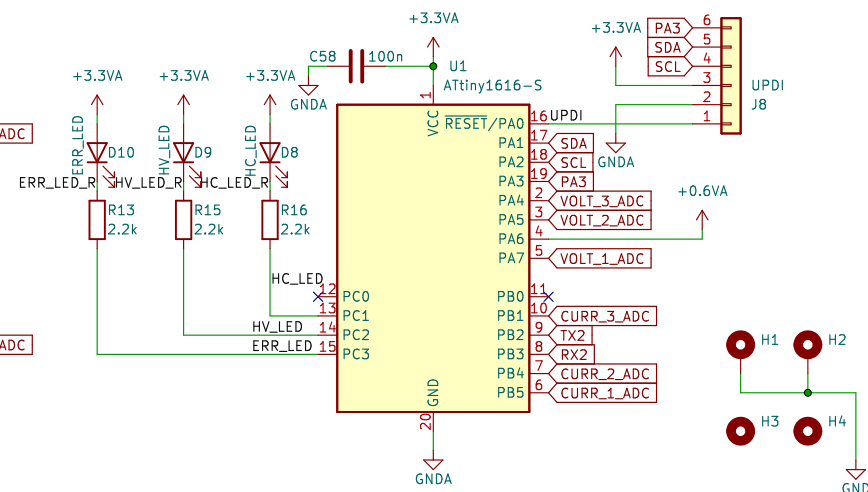 +3.3VA
C58
100n
U1
ATtiny1616-S
GNDA
+3.3VA
PA3
SDA
SCL
6
5
4
3
2
1
UPDI
J8
GNDA
+3.3VA
+3.3VA
+3.3VA
ADC
ERR_LED
D10
HV_LED
D9
HC_LED
D8
ERR_LED_R
HV_LED_R
HC_LED_R
R13
2.2k
R15
2.2k
R16
2.2k
1
VCC
RESET/PA0
16
UPDI
PA1
17
SDA
PA2
18
SCL
PA3
19
PA3
PA4
2
VOLT_3_ADC
PA5
3
VOLT_2_ADC
PA6
4
+0.6VA
PA7
5
VOLT_1_ADC
HC_LED
12
PC0
13
PC1
HV_LED
14
PC2
ERR_LED
15
PC3
PB0
11
PB1
10
CURR_3_ADC
PB2
9
TX2
PB3
8
RX2
PB4
7
CURR_2_ADC
PB5
6
CURR_1_ADC
GND
20
GNDA
ADC
H1
H2
H3
H4